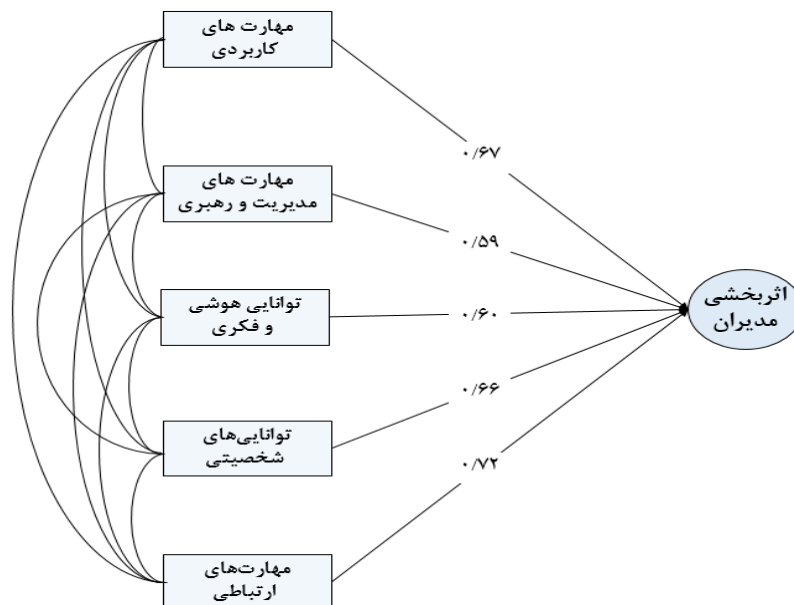 مهارت های
کاربردی
۰/۶۷
مهارت های
مدیریت و رهبری
۰/۵۹
توانایی هوشی
و فکری
۰/۶۰
اثربخشی
مدیران
۰/۶۶
توانایی‌های
شخصیتی
۰/۷۲
مهارت‌های
ارتباطی